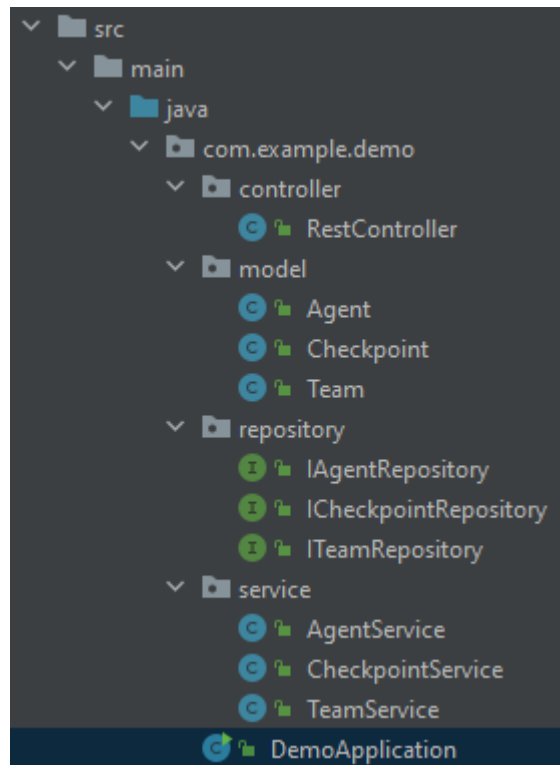 src
main
java
com.example.demo
controller
C RestController
model
C Agent
C Checkpoint
C Team
repository
I IAgentRepository
I ICheckpointRepository
I ITeamRepository
service
C AgentService
C CheckpointService
C TeamService
C DemoApplication